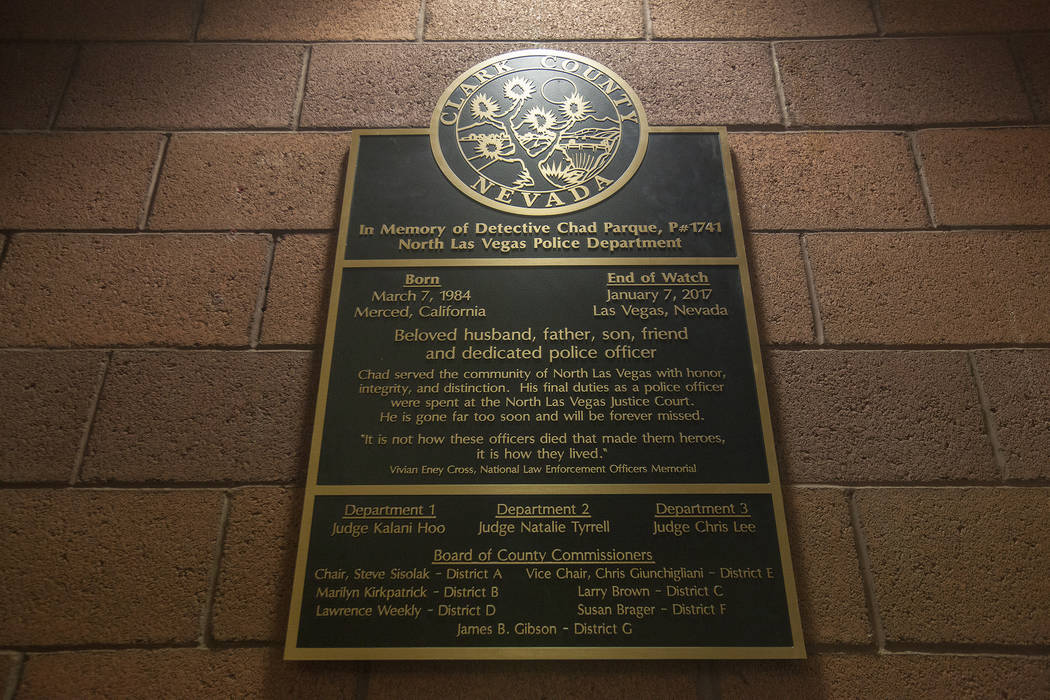 CLARK COUNTY
NEVADA
In Memory of Detective Chad Parque, P#1741
North Las Vegas Police Department
Born
March 7, 1984
Merced, California
End of Watch
January 7, 2017
Las Vegas, Nevada
Beloved husband, father, son, friend
and dedicated police officer
Chad served the community of North Las Vegas with honor,
integrity, and distinction. His final duties as a police officer
were spent at the North Las Vegas Justice Court.
He is gone far too soon and will be forever missed.
"It is not how these officers died that made them heroes,
it is how they lived."
Vivian Eney Cross, National Law Enforcement Officers Memorial
Department 1
Judge Kalani Hoo
Department 2
Judge Natalie Tyrrell
Department 3
Judge Chris Lee
Board of County Commissioners
Chair, Steve Sisolak - District A
Vice Chair, Chris Giunchigliani - District E
Marilyn Kirkpatrick - District B
Larry Brown - District C
Lawrence Weekly - District D
Susan Brager - District F
James B. Gibson - District G